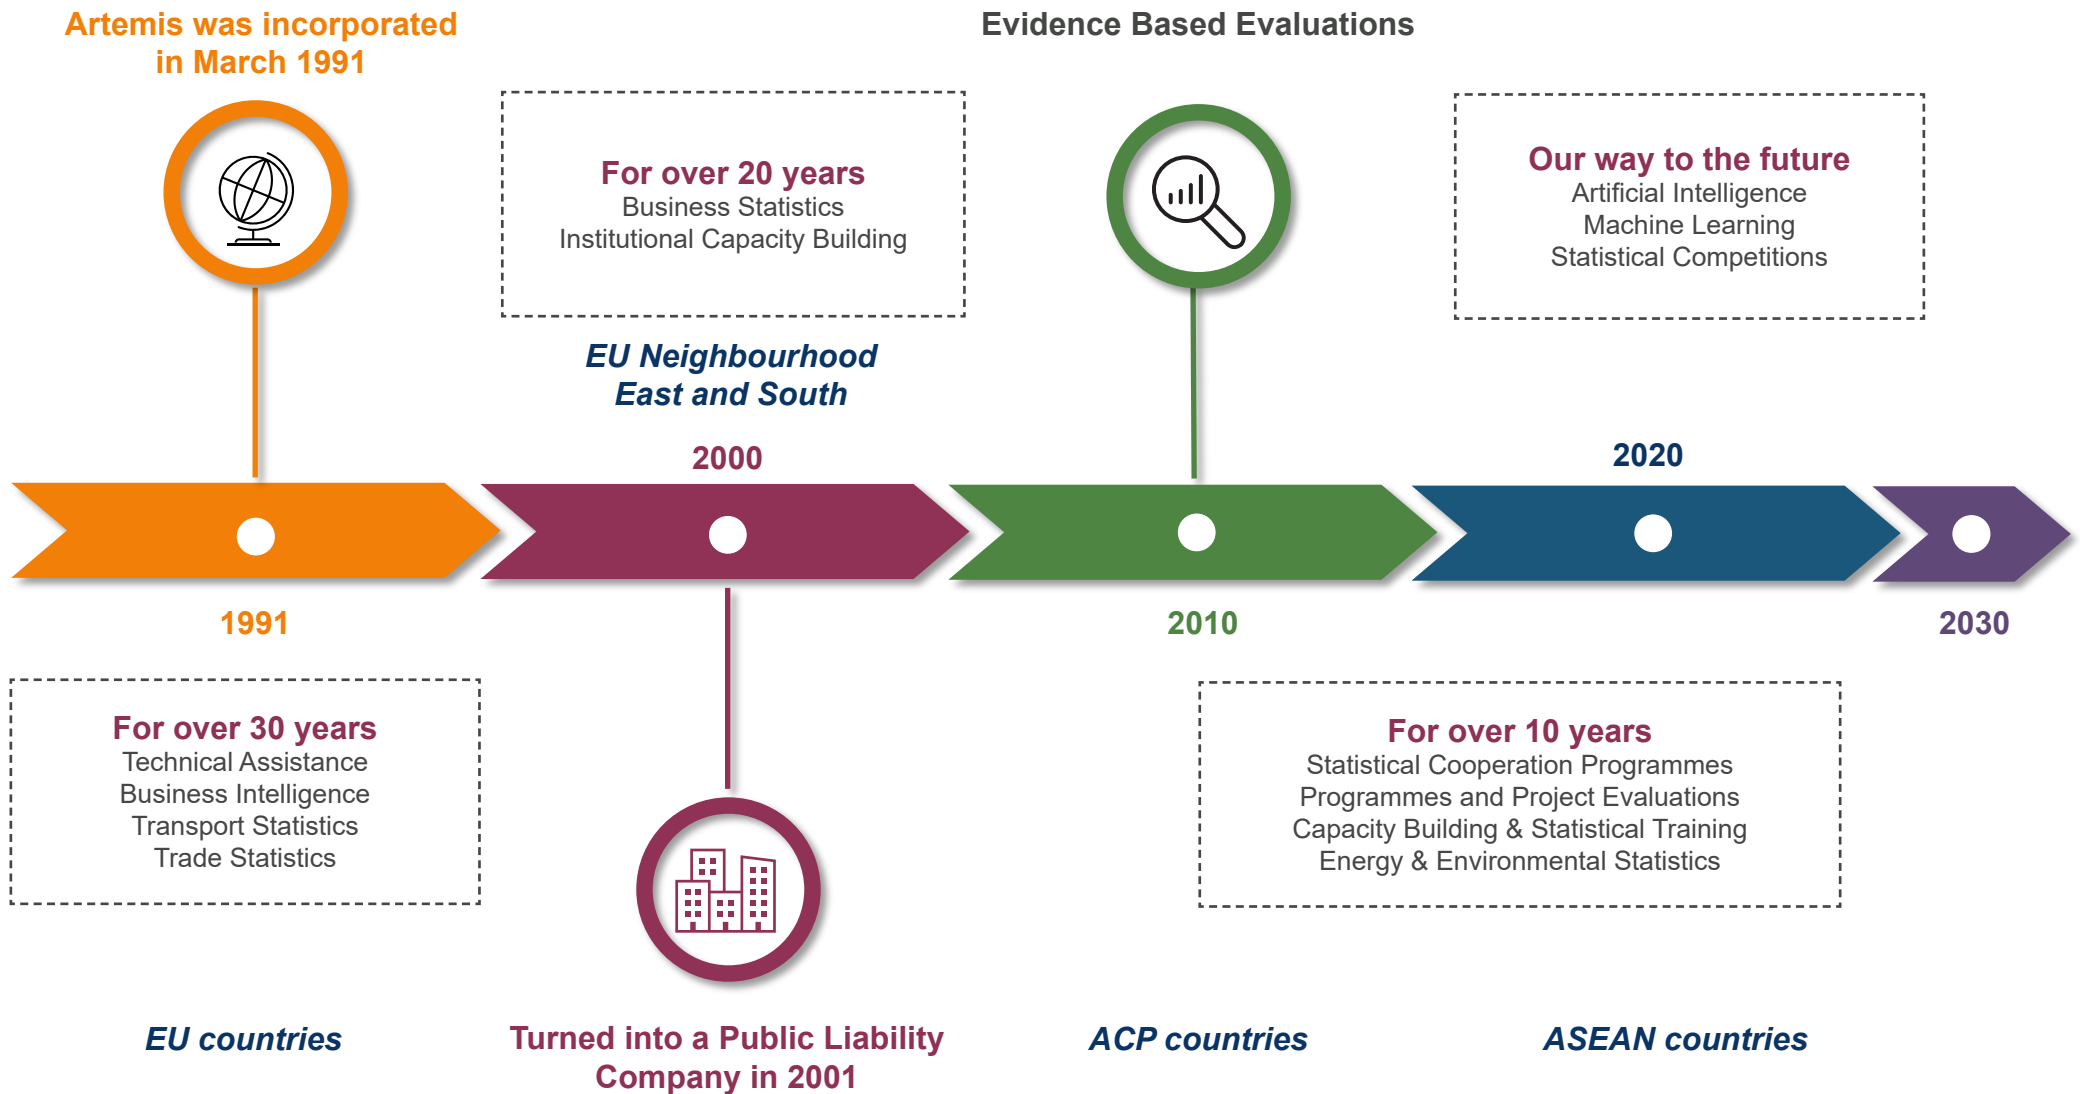 Artemis was incorporated
in March 1991
Evidence Based Evaluations
For over 20 years
Business Statistics
Institutional Capacity Building
Our way to the future
Artificial Intelligence
Machine Learning
Statistical Competitions
EU Neighbourhood
East and South
2000
2020
1991
2010
2030
For over 30 years
Technical Assistance
Business Intelligence
Transport Statistics
Trade Statistics
For over 10 years
Statistical Cooperation Programmes
Programmes and Project Evaluations
Capacity Building & Statistical Training
Energy & Environmental Statistics
EU countries
Turned into a Public Liability
Company in 2001
ACP countries
ASEAN countries